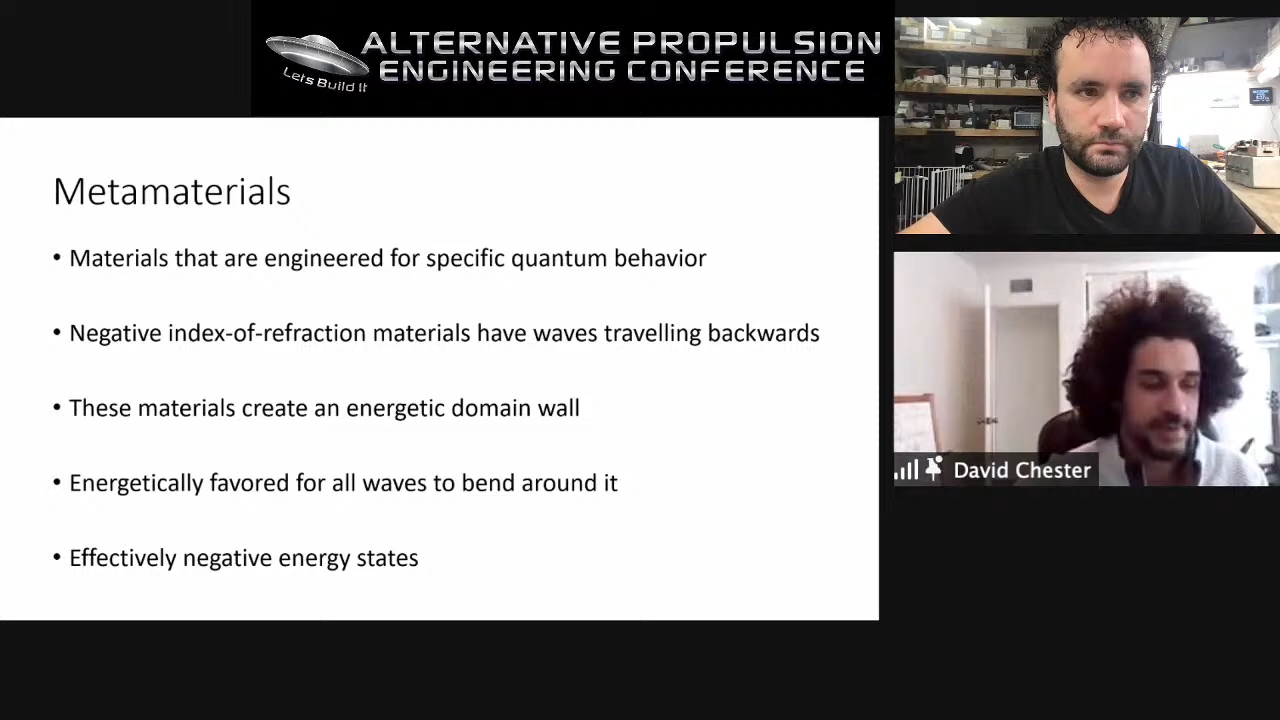 ALTERNATIVE PROPULSION
ENGINEERING CONFERENCE
Lets Build It
Metamaterials
• Materials that are engineered for specific quantum behavior
• Negative index-of-refraction materials have waves travelling backwards
• These materials create an energetic domain wall
• Energetically favored for all waves to bend around it
• Effectively negative energy states
David Chester